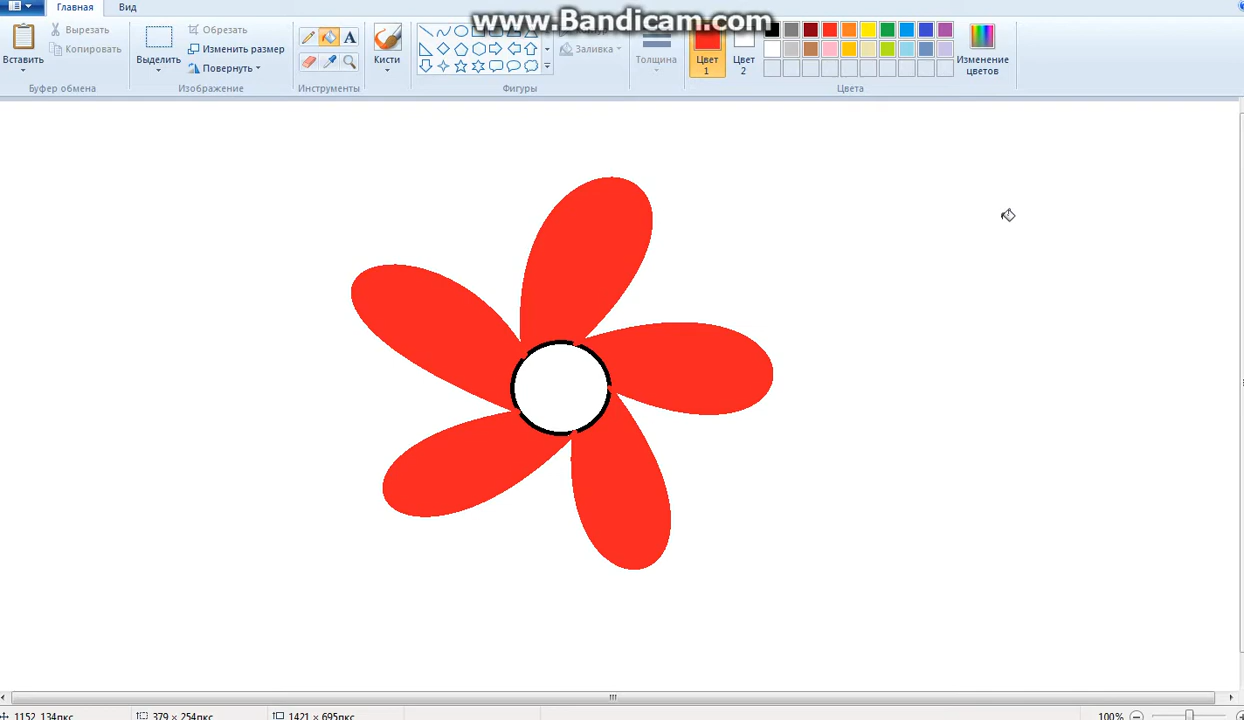 www.Bandicam.com
Главная Вид
Вставить
Вырезать
Копировать
Буфер обмена
Выделить
Обрезать
Изменить размер
Повернуть
Изображение
A
Инструменты
Кисти
Фигуры
Заливка
Толщина
Цвет 1
Цвет 2
Изменение цветов
Цвета
1152, 134пкс 379 × 254пкс 1421 × 695пкс 100%